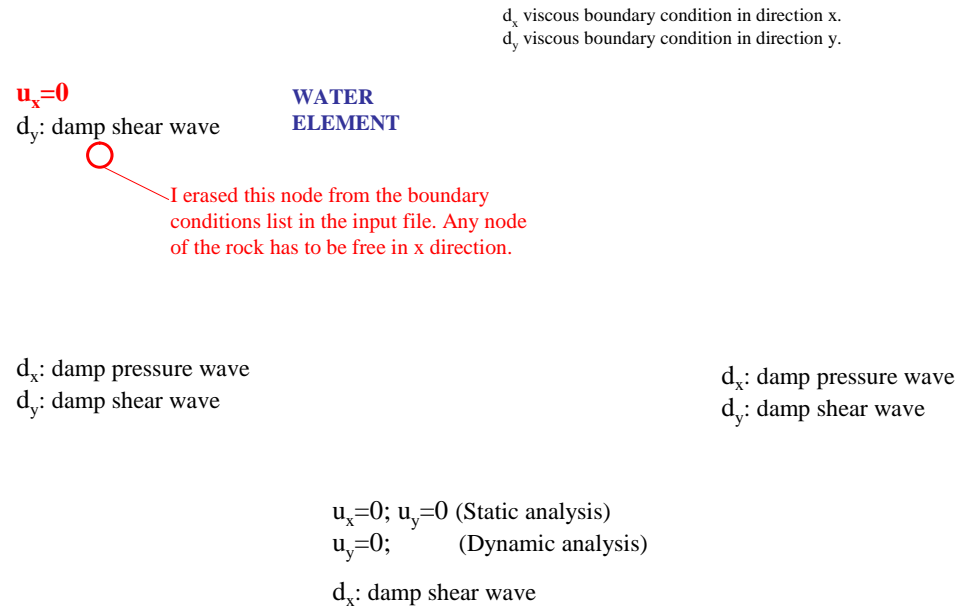 dx viscous boundary condition in direction x.
dy viscous boundary condition in direction y.
ux=0
dy: damp shear wave
WATER
ELEMENT
I erased this node from the boundary
conditions list in the input file. Any node
of the rock has to be free in x direction.
dx: damp pressure wave
dy: damp shear wave
dx: damp pressure wave
dy: damp shear wave
ux=0; uy=0 (Static analysis)
uy=0; (Dynamic analysis)
dx: damp shear wave